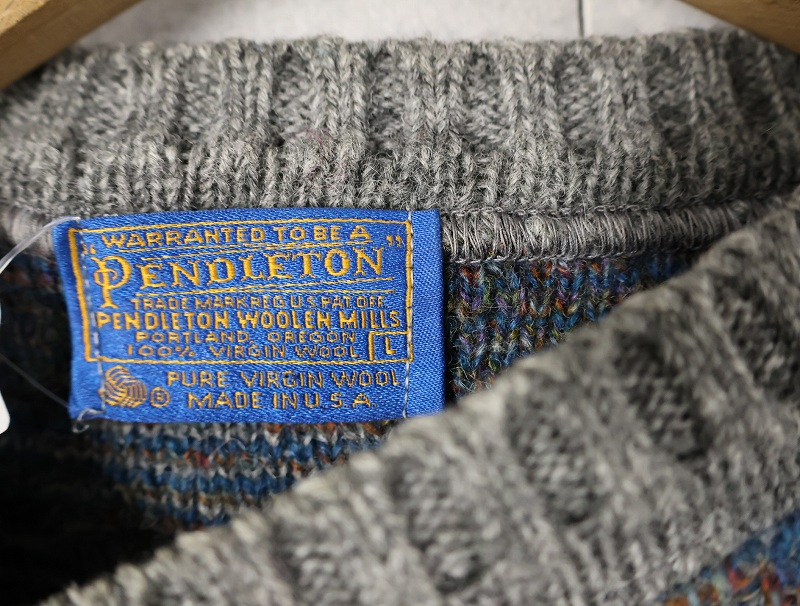 WARRANTED TO BE A
"PENDLETON"
TRADE MARK REG. U.S. PAT. OFF.
PENDLETON WOOLEN MILLS
PORTLAND, OREGON
100% VIRGIN WOOL L
R PURE VIRGIN WOOL
MADE IN U.S.A